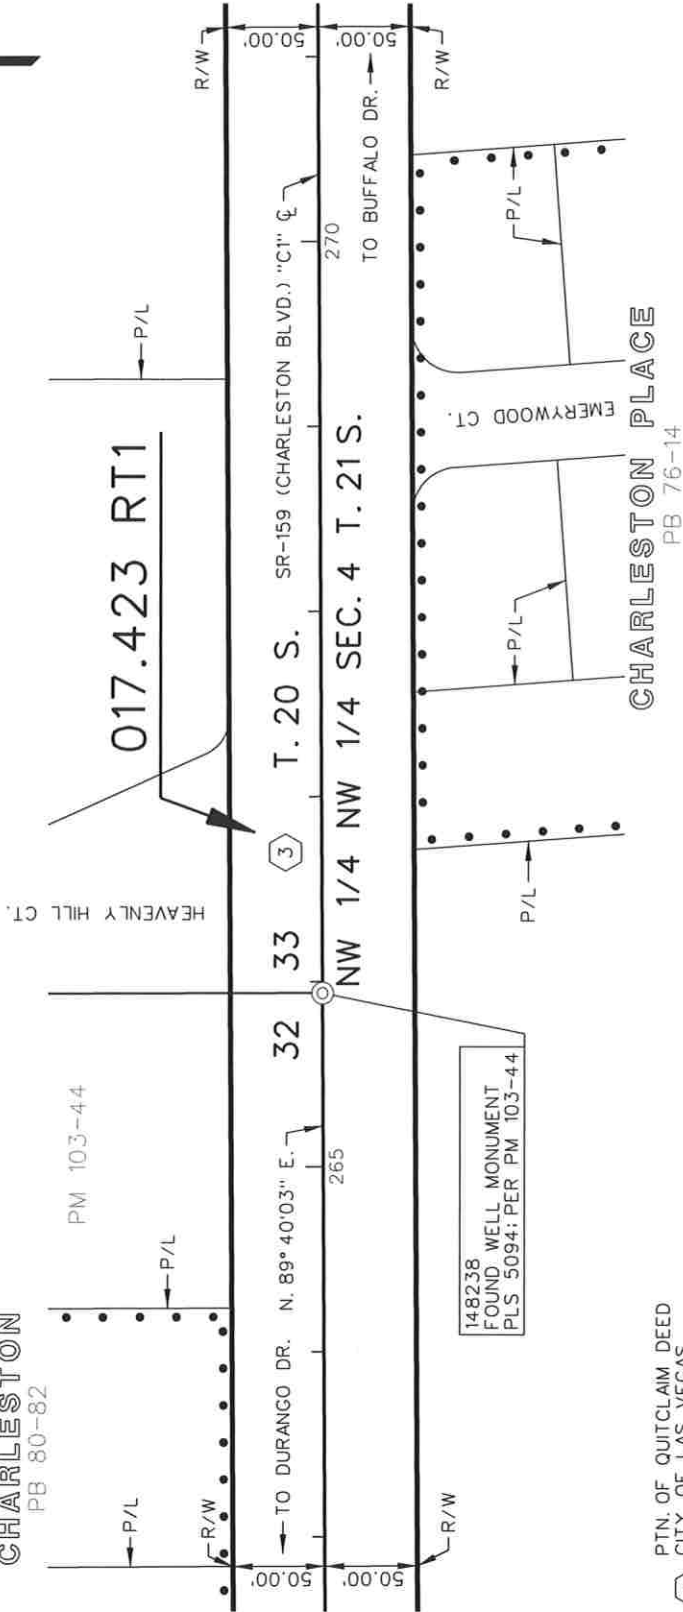 CHARLESTON
PB 80-82
PM 103-44
P/L
P/L
HEAVENLY HILL CT.
017.423 RT1
P/L
R/W
R/W
50.00'
50.00'
50.00'
50.00'
TO DURANGO DR.
N. 89°40'03" E.
32
33
3
T. 20 S.
SR-159 (CHARLESTON BLVD.) "C1" ℄
265
270
NW 1/4 NW 1/4 SEC. 4 T. 21 S.
TO BUFFALO DR.
R/W
R/W
148238
FOUND WELL MONUMENT
PLS 5094; PER PM 103-44
P/L
P/L
EMERYWOOD CT.
P/L
CHARLESTON PLACE
PB 76-14
PTN. OF QUITCLAIM DEED
CITY OF LAS VEGAS